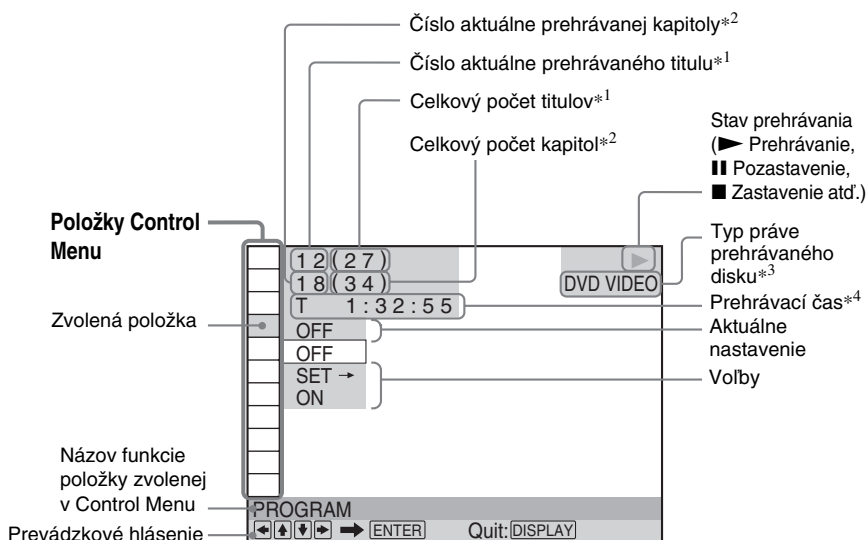 Číslo aktuálne prehrávanej kapitoly*2
Číslo aktuálne prehrávaného titulu*1
Celkový počet titulov*1
Celkový počet kapitol*2
Stav prehrávania
(► Prehrávanie,
❚❚ Pozastavenie,
■ Zastavenie atď.)
Položky Control
Menu
Typ práve
prehrávaného
disku*3
12(27)
18(34)
DVD VIDEO
T 1:32:55
Prehrávací čas*4
Zvolená položka
OFF
Aktuálne
nastavenie
OFF
SET →
ON
Voľby
Názov funkcie
položky zvolenej
v Control Menu
PROGRAM
Prevádzkové hlásenie
ENTER Quit: DISPLAY